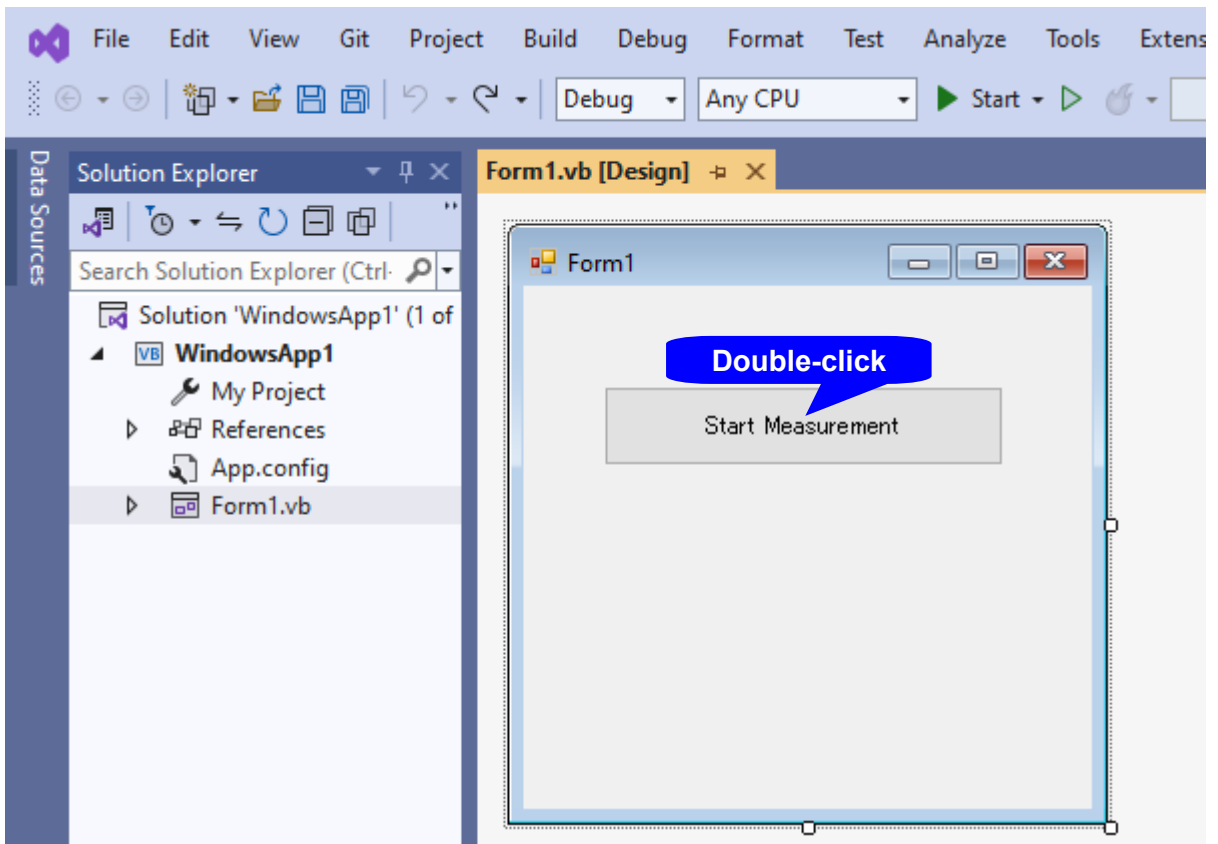 File Edit View Git Project Build Debug Format Test Analyze Tools Extens
Debug Any CPU Start
Data Sources
Solution Explorer
Search Solution Explorer (Ctrl-
Solution 'WindowsApp1' (1 of
VB WindowsApp1
My Project
References
App.config
Form1.vb
Form1.vb [Design]
Form1
Double-click
Start Measurement